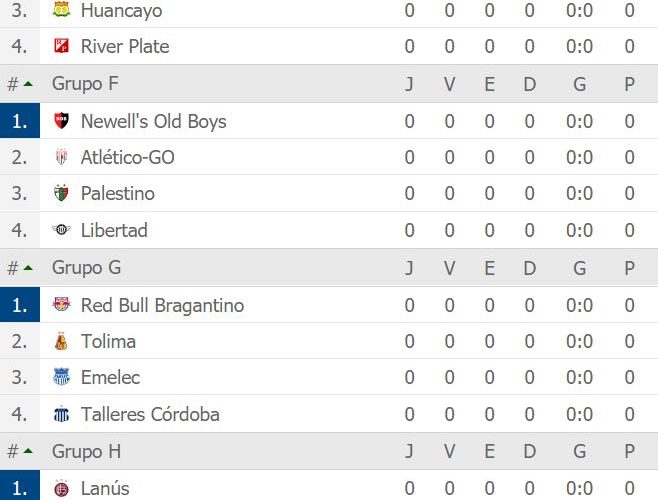 3. Huancayo 0 0 0 0 0:0 0
4. River Plate 0 0 0 0 0:0 0
# Grupo F J V E D G P
1. Newell's Old Boys 0 0 0 0 0:0 0
2. Atlético-GO 0 0 0 0 0:0 0
3. Palestino 0 0 0 0 0:0 0
4. Libertad 0 0 0 0 0:0 0
# Grupo G J V E D G P
1. Red Bull Bragantino 0 0 0 0 0:0 0
2. Tolima 0 0 0 0 0:0 0
3. Emelec 0 0 0 0 0:0 0
4. Talleres Córdoba 0 0 0 0 0:0 0
# Grupo H J V E D G P
1. Lanús 0 0 0 0 0:0 0